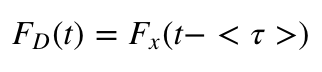 F_D(t) = F_x(t− < τ >)